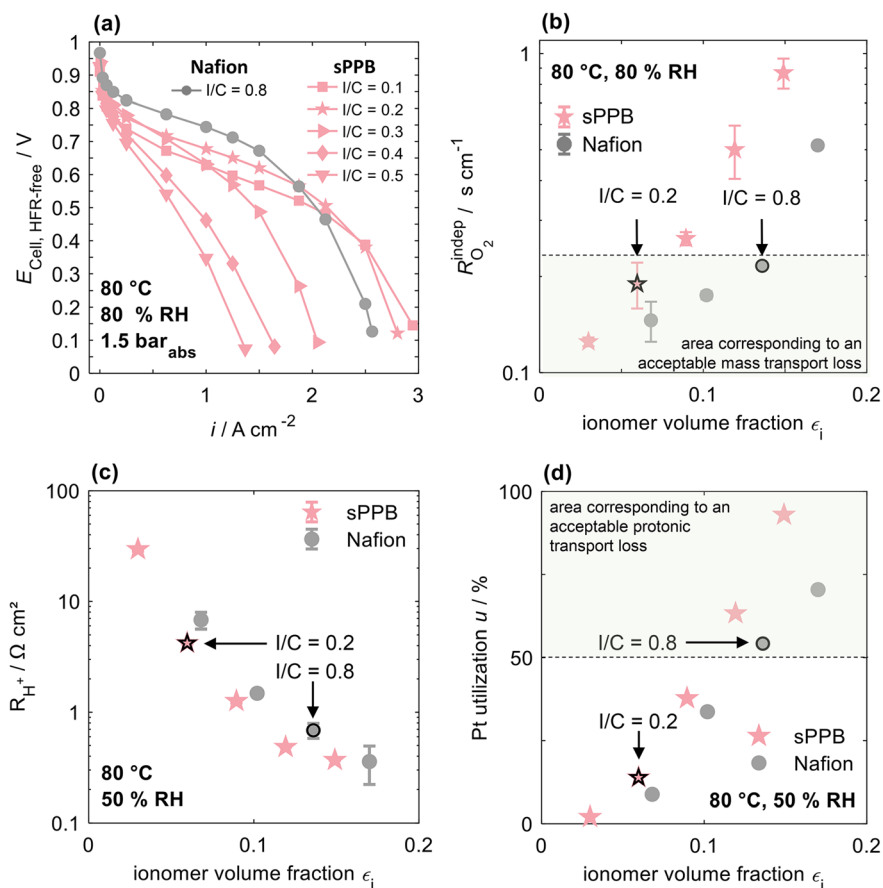 (a)
Nafion
I/C = 0.8
sPPB
I/C = 0.1
I/C = 0.2
I/C = 0.3
I/C = 0.4
I/C = 0.5
80 °C
80 % RH
1.5 bar_abs
E_Cell, HFR-free / V
1
0.9
0.8
0.7
0.6
0.5
0.4
0.3
0.2
0.1
0
0 1 2 3
i / A cm⁻²
(b)
80 °C, 80 % RH
sPPB
Nafion
I/C = 0.2
I/C = 0.8
area corresponding to an
acceptable mass transport loss
R_O₂^indep / s cm⁻¹
1
0.1
0 0.1 0.2
ionomer volume fraction ϵ_i
(c)
sPPB
Nafion
I/C = 0.2
I/C = 0.8
80 °C
50 % RH
R_H⁺ / Ω cm²
100
10
1
0.1
0 0.1 0.2
ionomer volume fraction ϵ_i
(d)
area corresponding to an
acceptable protonic
transport loss
I/C = 0.8
I/C = 0.2
sPPB
Nafion
80 °C, 50 % RH
Pt utilization u / %
100
50
0
0 0.1 0.2
ionomer volume fraction ϵ_i